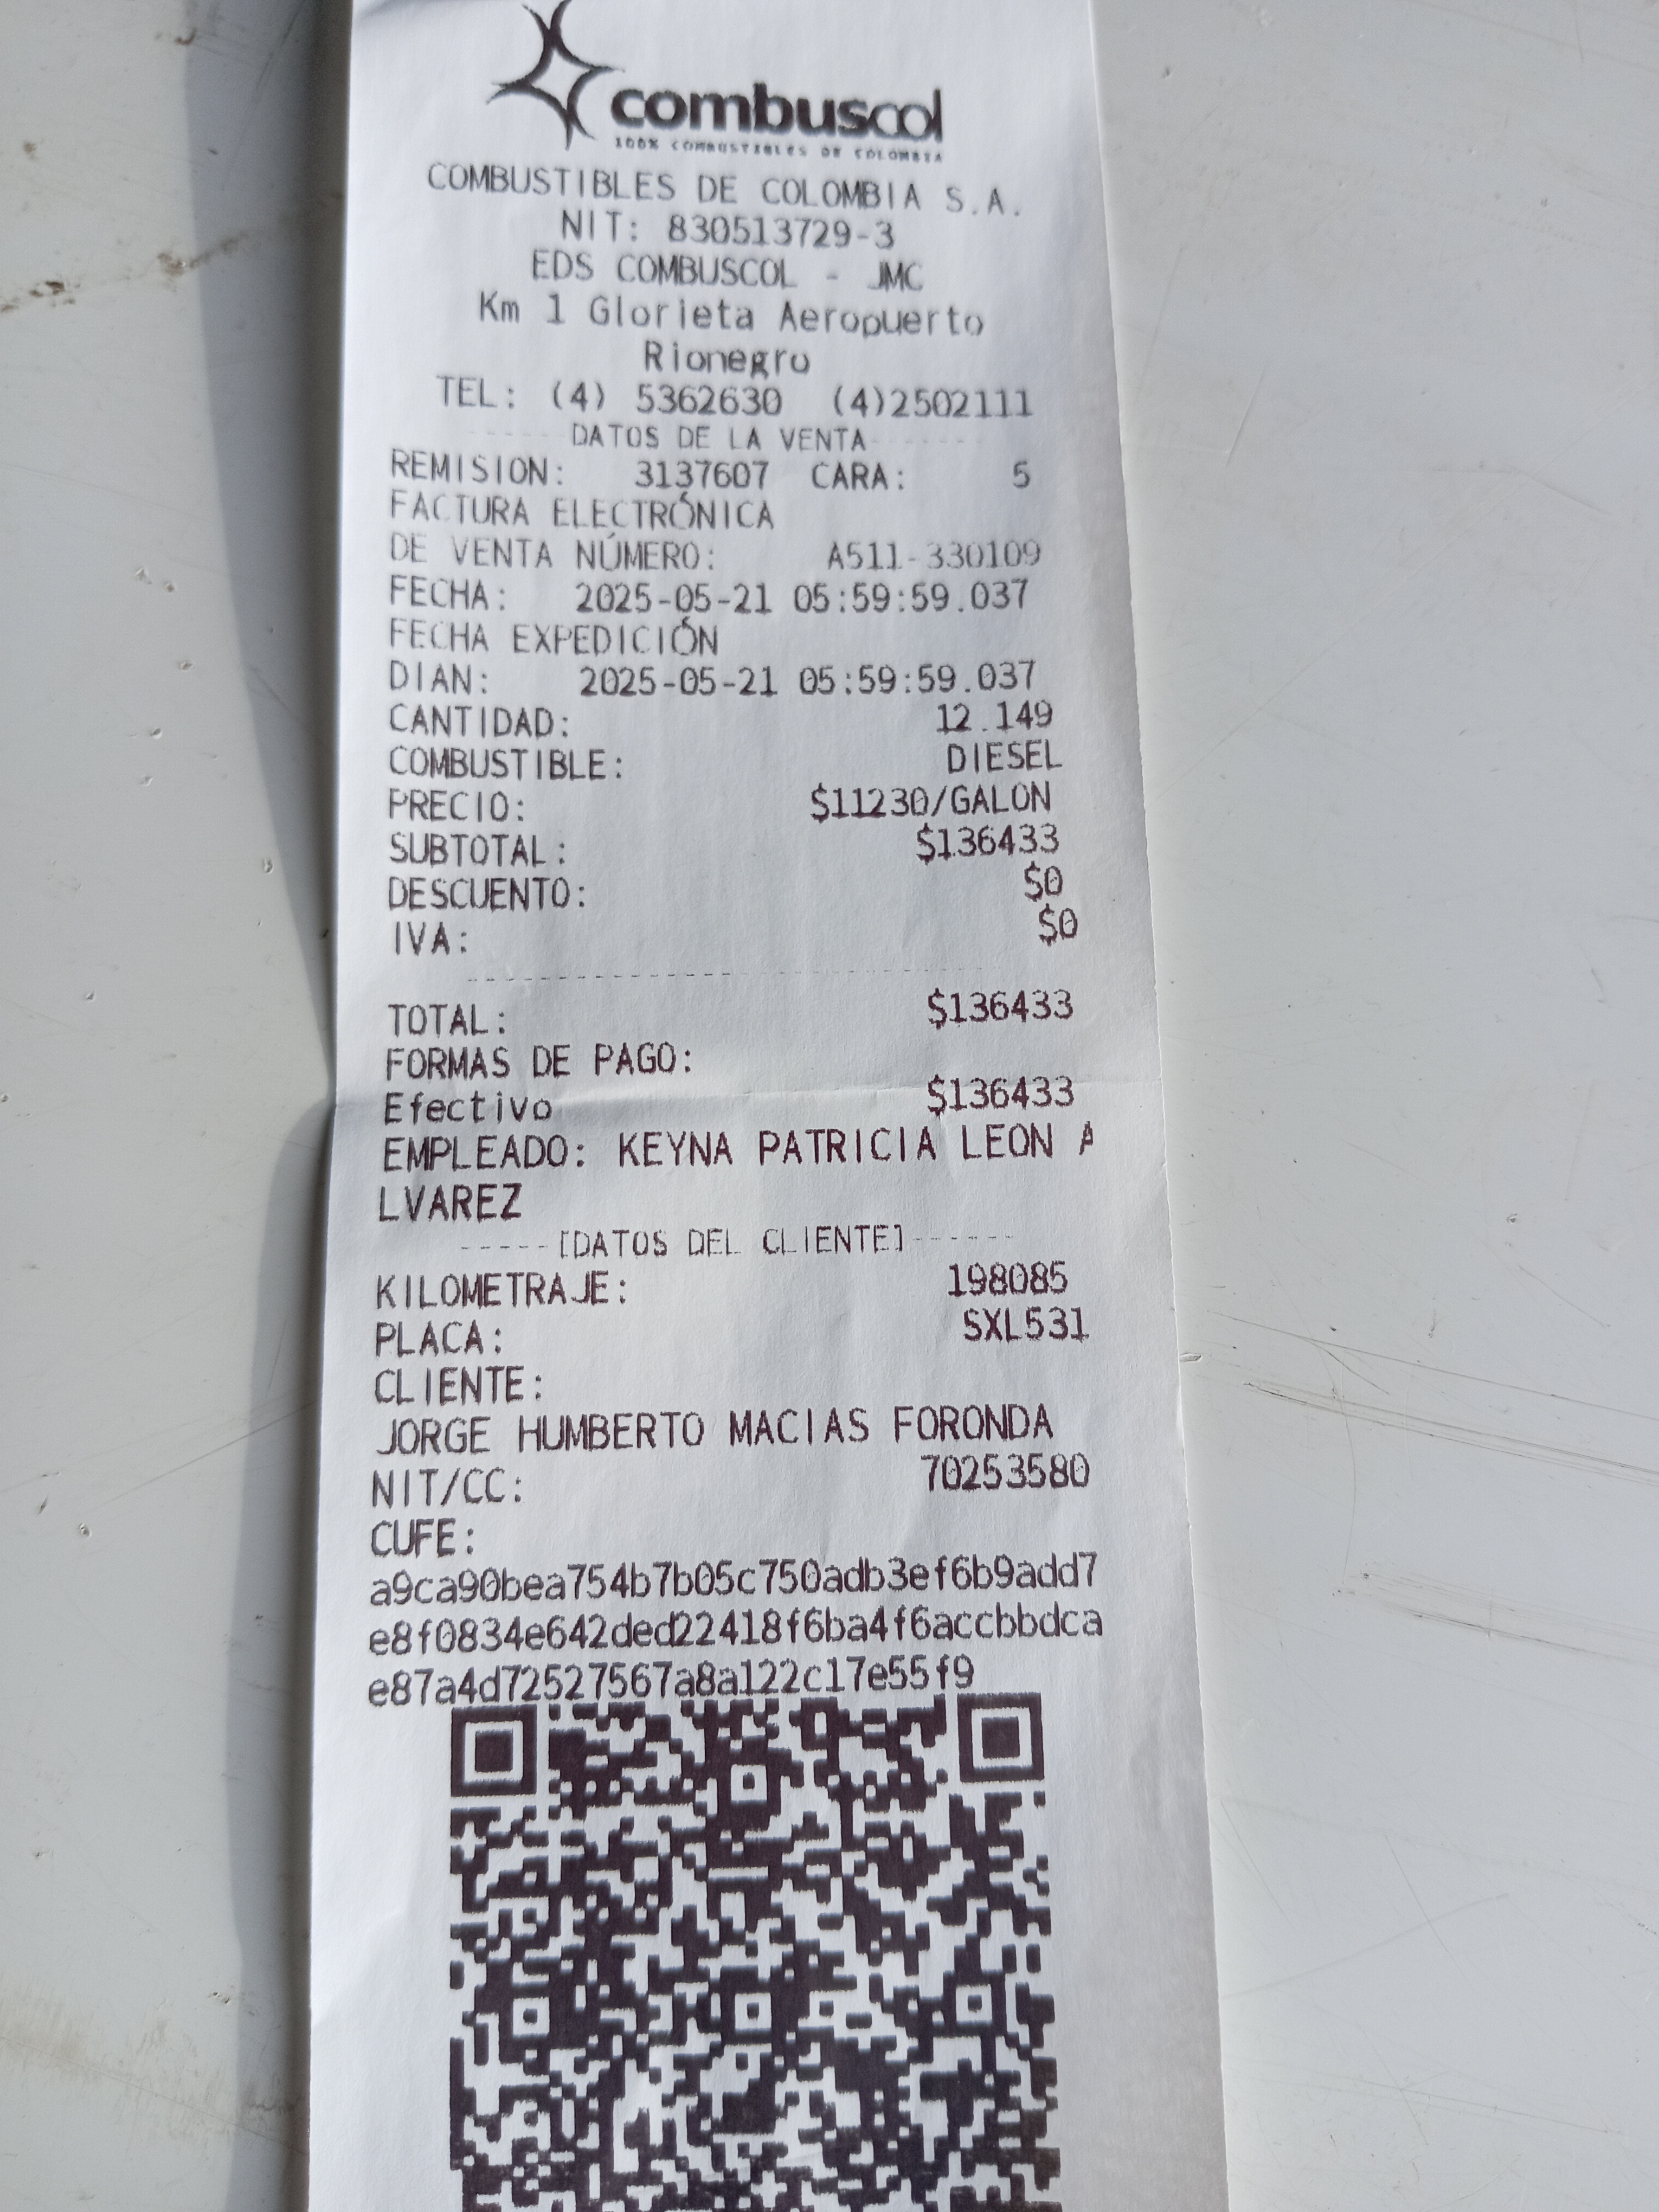 combuscol
100% COMBUSTIBLES DE COLOMBIA
COMBUSTIBLES DE COLOMBIA S.A.
NIT: 830513729-3
EDS COMBUSCOL - JMC
Km 1 Glorieta Aeropuerto
Rionegro
TEL: (4) 5362630 (4)2502111
------DATOS DE LA VENTA-------
REMISION: 3137607 CARA: 5
FACTURA ELECTRÓNICA
DE VENTA NÚMERO: A511-330109
FECHA: 2025-05-21 05:59:59.037
FECHA EXPEDICIÓN
DIAN: 2025-05-21 05:59:59.037
CANTIDAD: 12.149
COMBUSTIBLE: DIESEL
PRECIO: $11230/GALON
SUBTOTAL: $136433
DESCUENTO: $0
IVA: $0
TOTAL: $136433
FORMAS DE PAGO:
Efectivo $136433
EMPLEADO: KEYNA PATRICIA LEON A
LVAREZ
-----[DATOS DEL CLIENTE]------
KILOMETRAJE: 198085
PLACA: SXL531
CLIENTE:
JORGE HUMBERTO MACIAS FORONDA
NIT/CC: 70253580
CUFE:
a9ca90bea754b7b05c750adb3ef6b9add7
e8f0834e642ded22418f6ba4f6accbbdca
e87a4d72527567a8a122c17e55f9